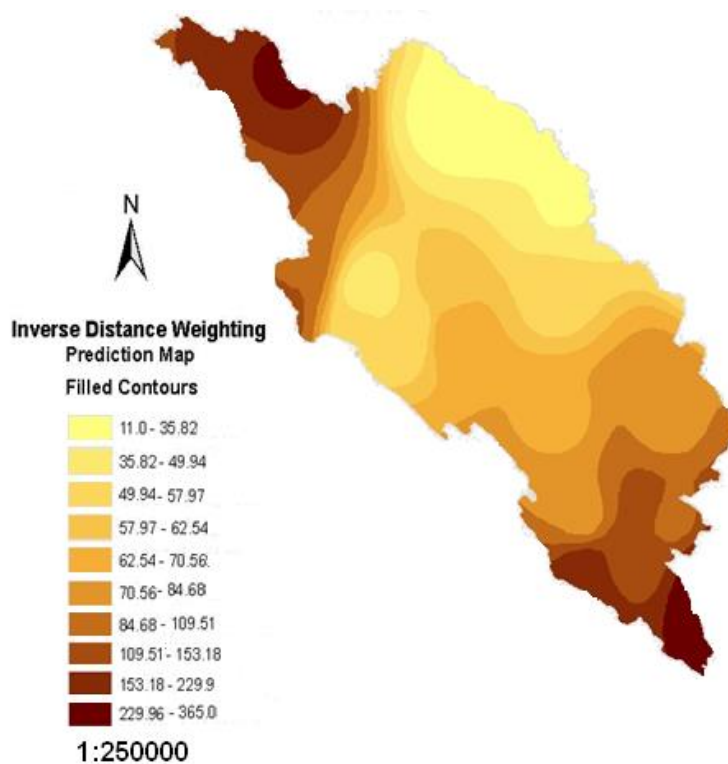 N
Inverse Distance Weighting
Prediction Map
Filled Contours
11.0 - 35.82
35.82 - 49.94
49.94 - 57.97
57.97 - 62.54
62.54 - 70.56
70.56 - 84.68
84.68 - 109.51
109.51 - 153.18
153.18 - 229.9
229.96 - 365.0
1:250000